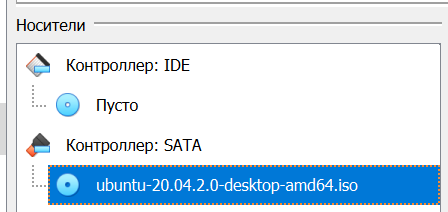 Носители
Контроллер: IDE
Пусто
Контроллер: SATA
ubuntu-20.04.2.0-desktop-amd64.iso